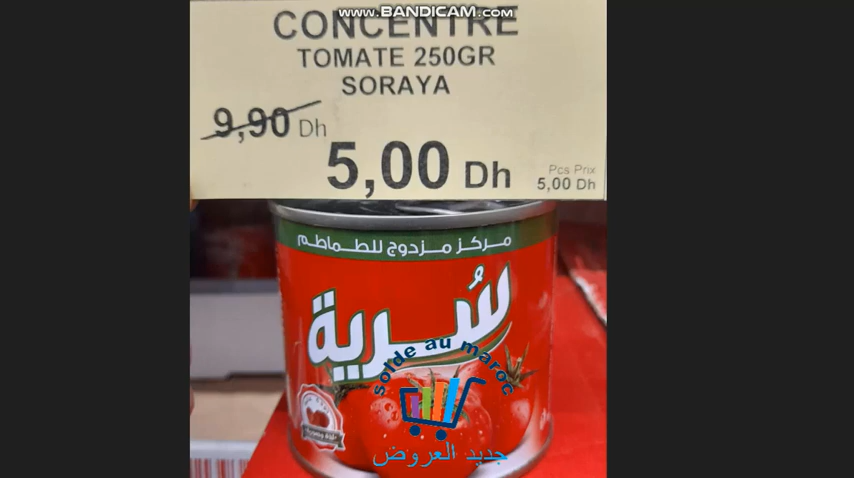 www.BANDICAM.com
CONCENTRE
TOMATE 250GR
SORAYA
9,90 Dh
5,00 Dh
Pcs Prix
5,00 Dh
مركز مزدوج للطماطم
سُرية
solde au maroc
جديد العروض